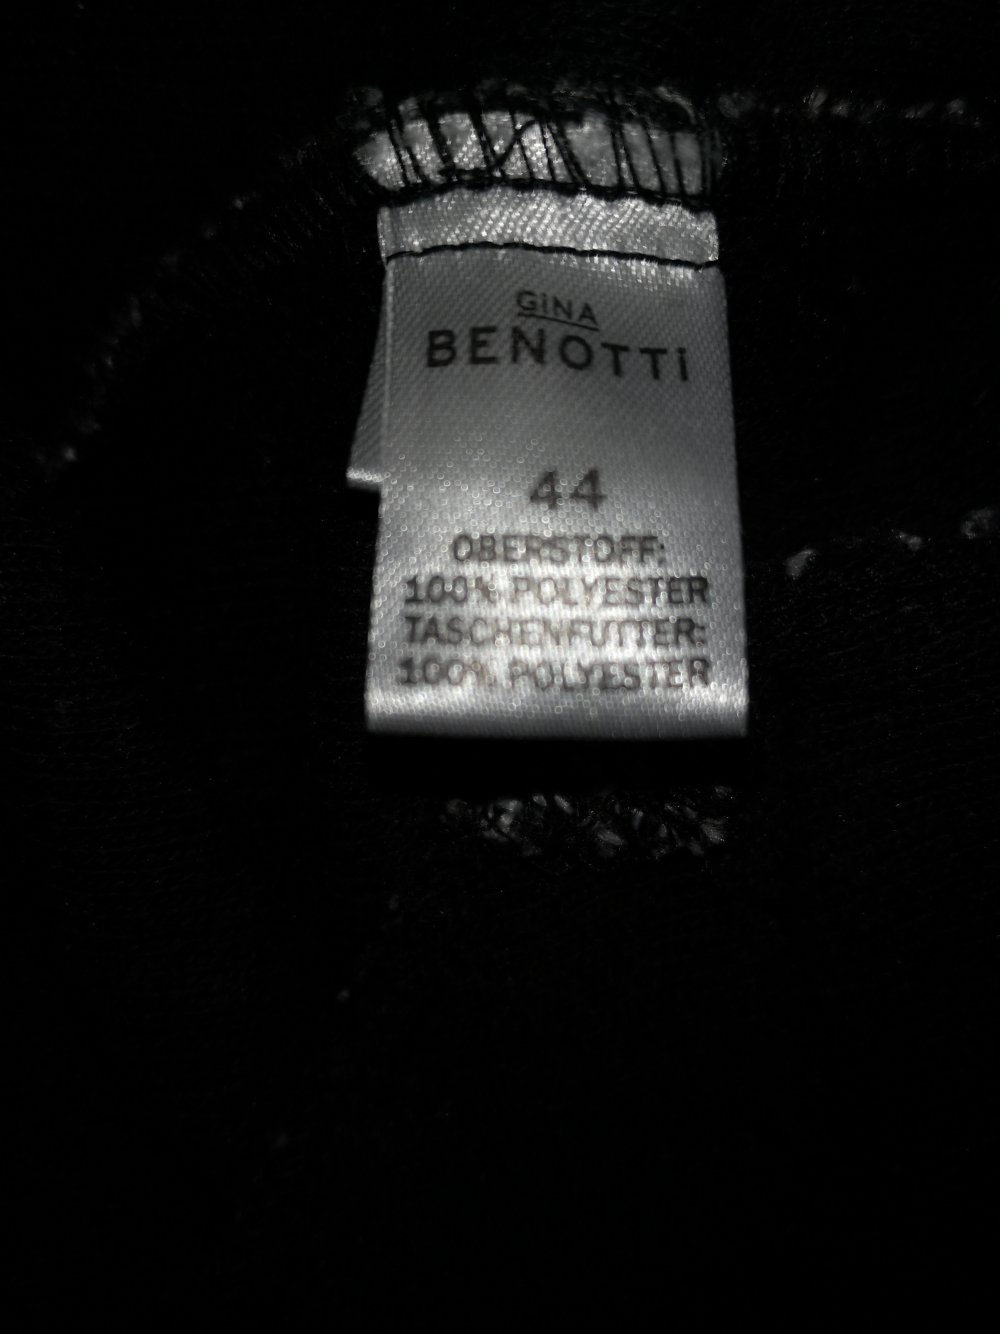 GiNA
BENOTTi
44
OBERSTOFF:
100% POLYESTER
TASCHENFUTTER:
100% POLYESTER